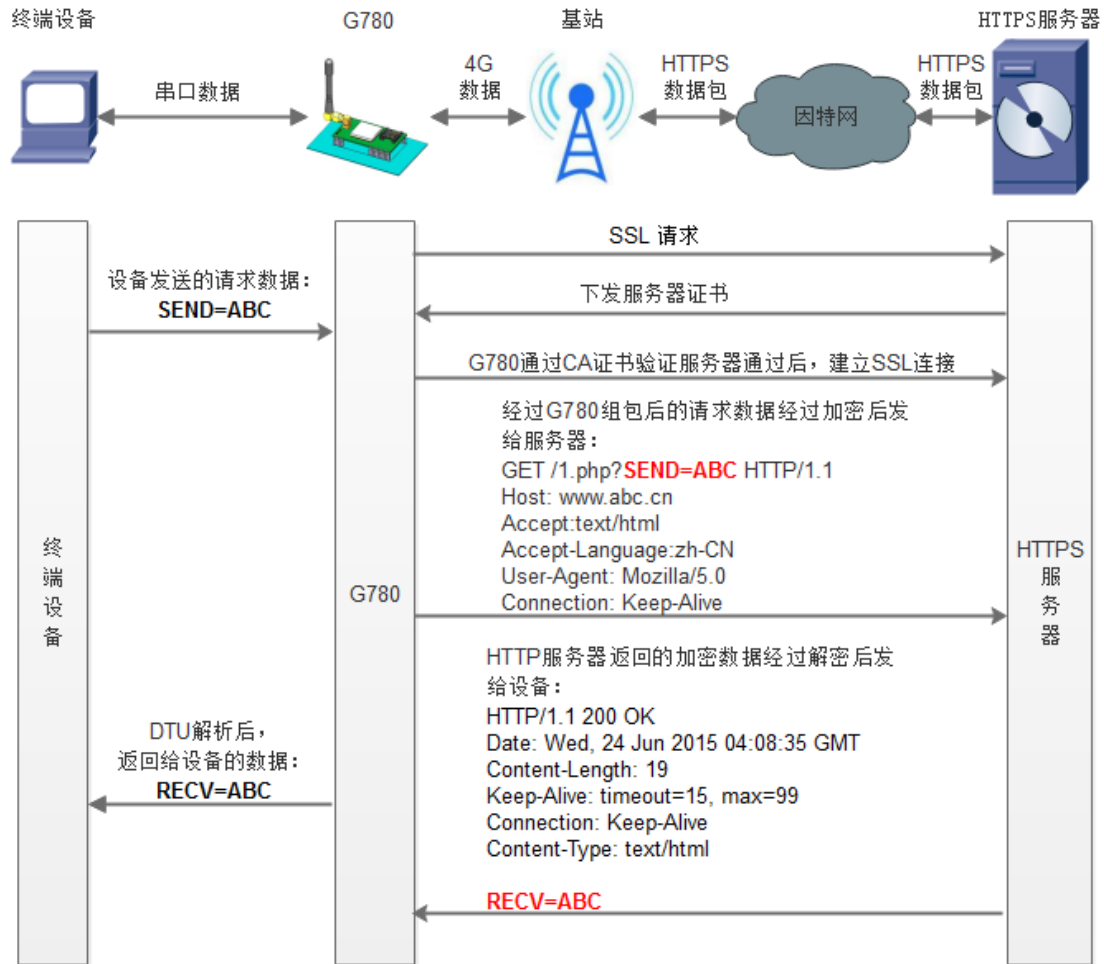 终端设备
G780
基站
HTTPS服务器
串口数据
4G
数据
HTTPS
数据包
因特网
HTTPS
数据包
SSL 请求
设备发送的请求数据：
SEND=ABC
下发服务器证书
G780通过CA证书验证服务器通过后，建立SSL连接
经过G780组包后的请求数据经过加密后发
给服务器：
GET /1.php?SEND=ABC HTTP/1.1
Host: www.abc.cn
Accept:text/html
Accept-Language:zh-CN
User-Agent: Mozilla/5.0
Connection: Keep-Alive
终
端
设
备
G780
HTTPS
服
务
器
HTTP服务器返回的加密数据经过解密后发
给设备：
HTTP/1.1 200 OK
Date: Wed, 24 Jun 2015 04:08:35 GMT
Content-Length: 19
Keep-Alive: timeout=15, max=99
Connection: Keep-Alive
Content-Type: text/html
RECV=ABC
DTU解析后，
返回给设备的数据：
RECV=ABC